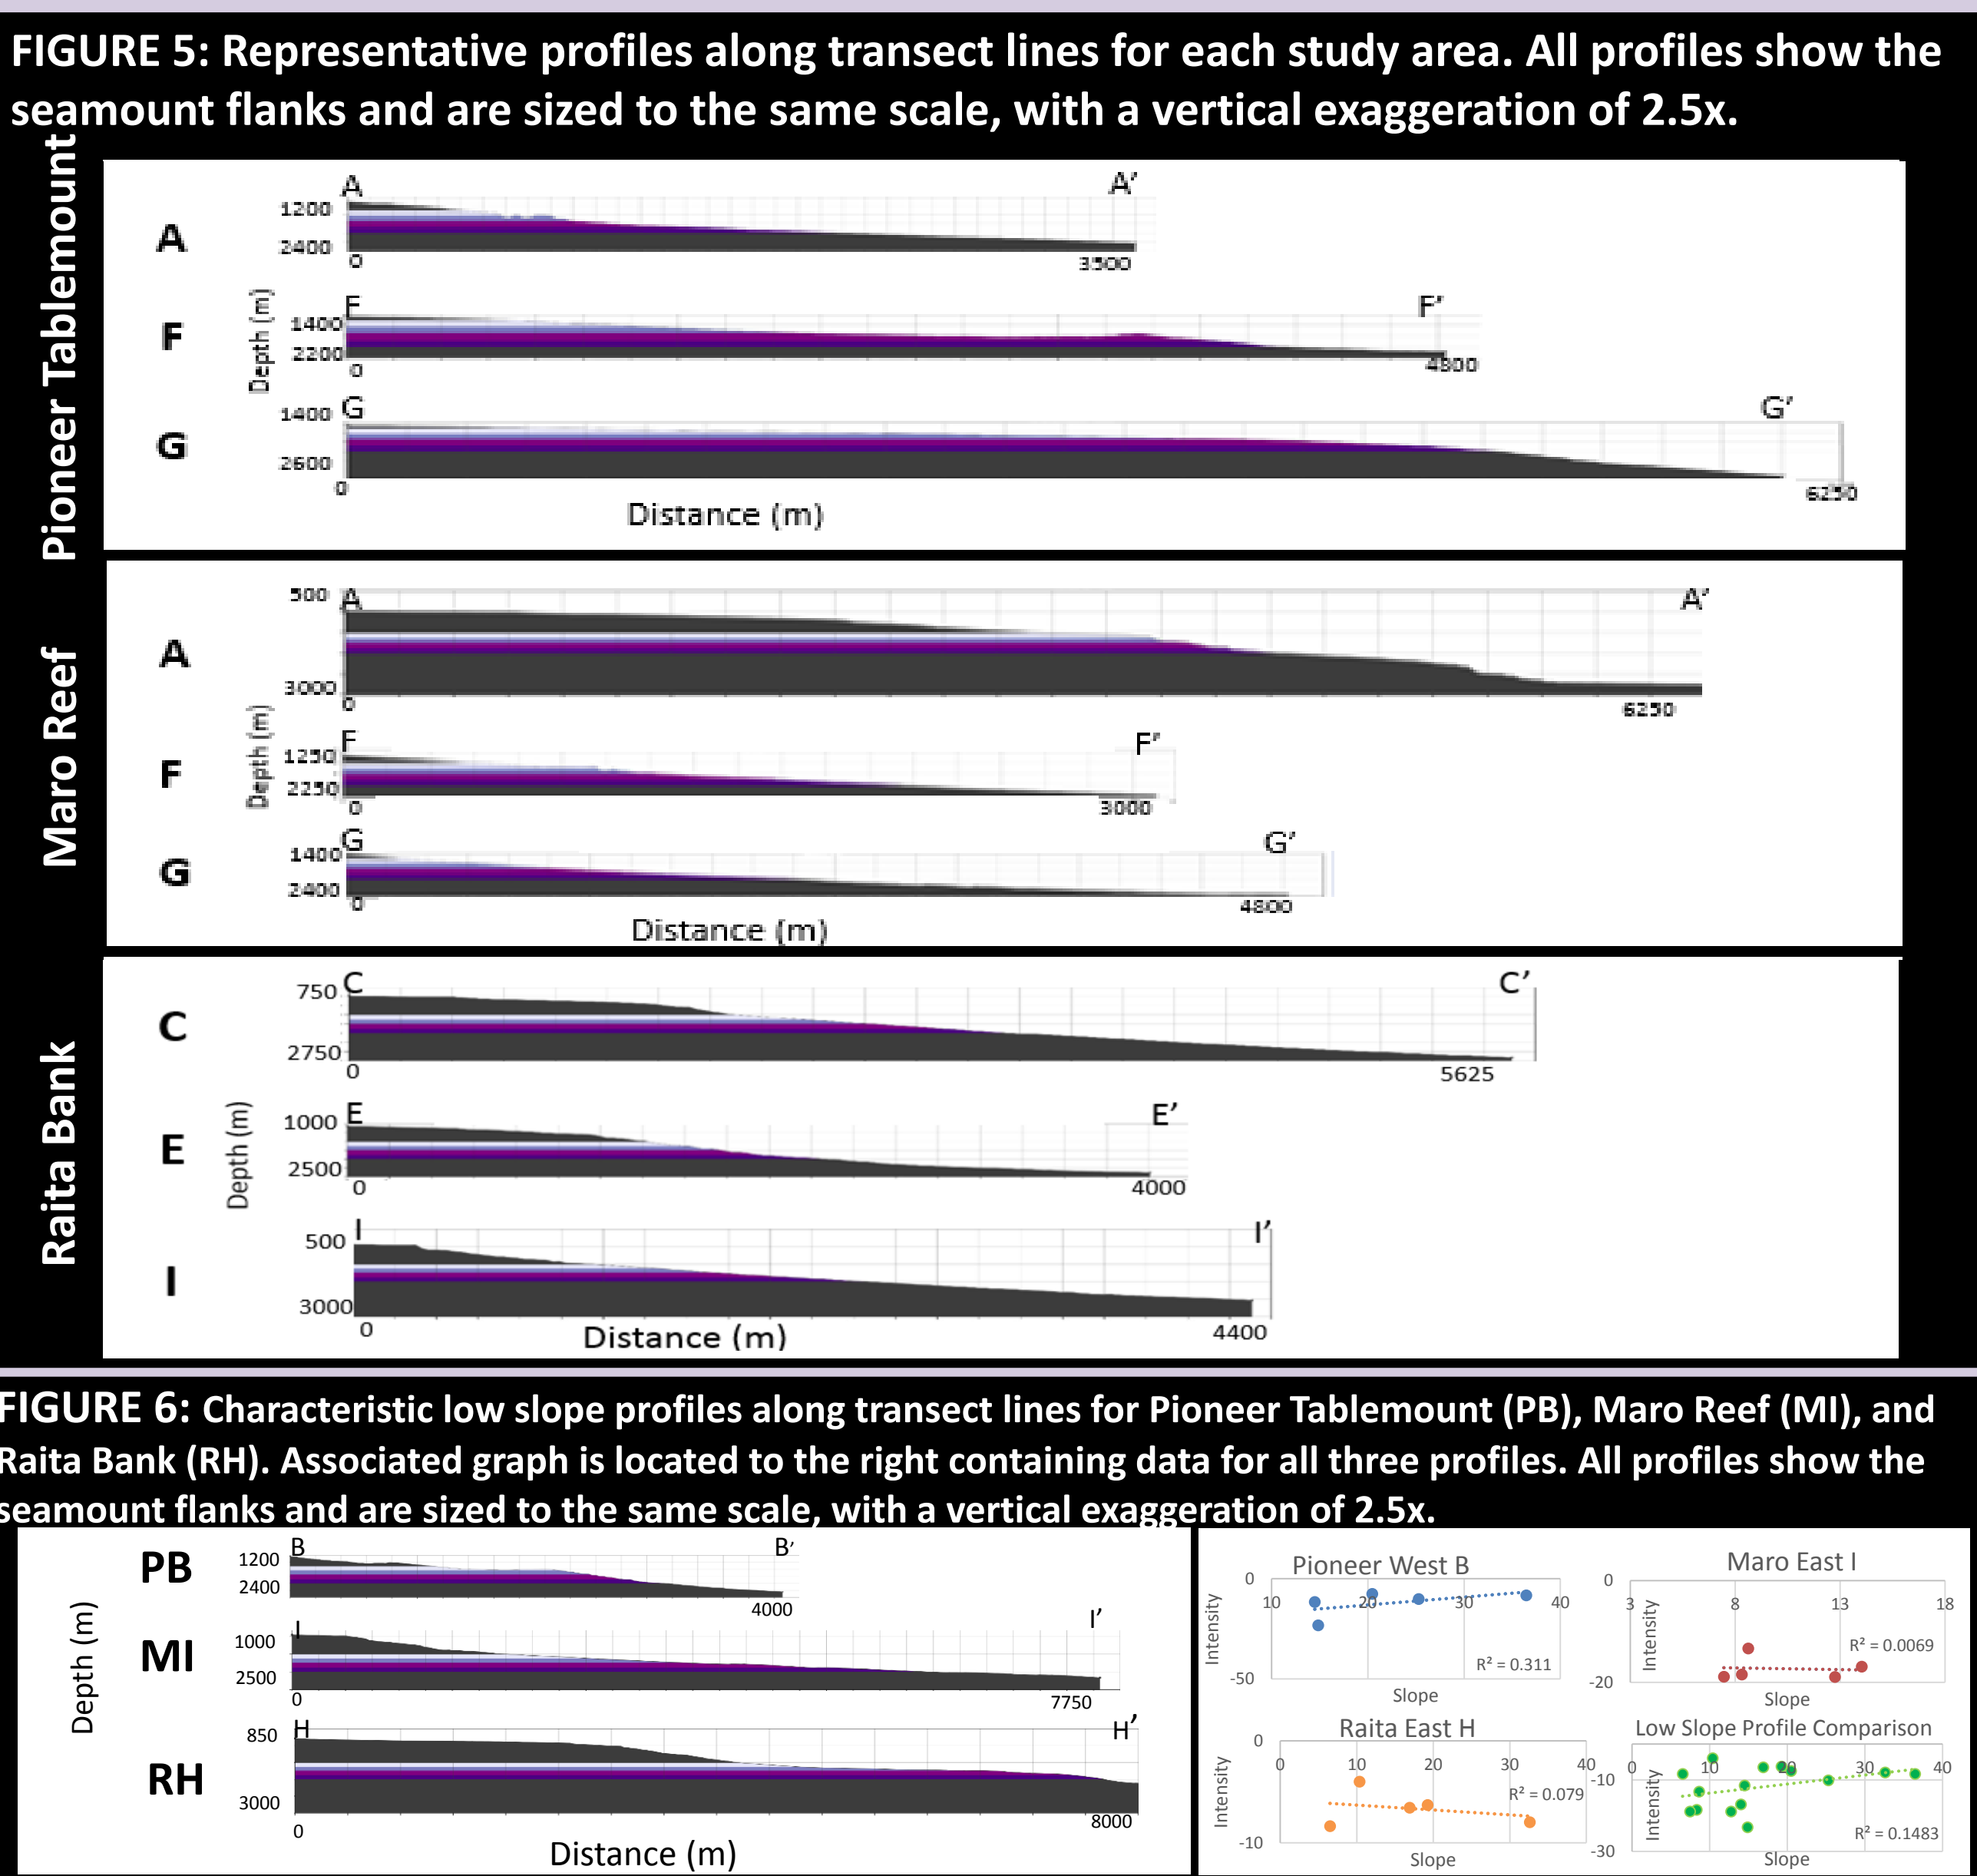 FIGURE 5: Representative profiles along transect lines for each study area. All profiles show the
seamount flanks and are sized to the same scale, with a vertical exaggeration of 2.5x.
Pioneer Tablemount
A
A A'
1200
2400
0 3500
Depth (m)
F
F F'
1400
2200
0 4800
G
G G'
1400
2600
0 6250
Distance (m)
Maro Reef
A
A A'
500
3000
0 6250
Depth (m)
F
F F'
1250
2250
0 3000
G
G G'
1400
2400
0 4800
Distance (m)
Raita Bank
C
C C'
750
2750
0 5625
Depth (m)
E
E E'
1000
2500
0 4000
I
I I'
500
3000
0 4400
Distance (m)
FIGURE 6: Characteristic low slope profiles along transect lines for Pioneer Tablemount (PB), Maro Reef (MI), and
Raita Bank (RH). Associated graph is located to the right containing data for all three profiles. All profiles show the
seamount flanks and are sized to the same scale, with a vertical exaggeration of 2.5x.
Depth (m)
PB
B B'
1200
2400
4000
MI
I I'
1000
2500
0 7750
RH
H H'
850
3000
0 8000
Distance (m)
Pioneer West B
Intensity
0
10 20 30 40
R² = 0.311
-50
Slope
Maro East I
Intensity
0
3 8 13 18
R² = 0.0069
-20
Slope
Raita East H
Intensity
0
0 10 20 30 40
R² = 0.079
-10
Slope
Low Slope Profile Comparison
Intensity
0 10 20 30 40
-10
R² = 0.1483
-30
Slope